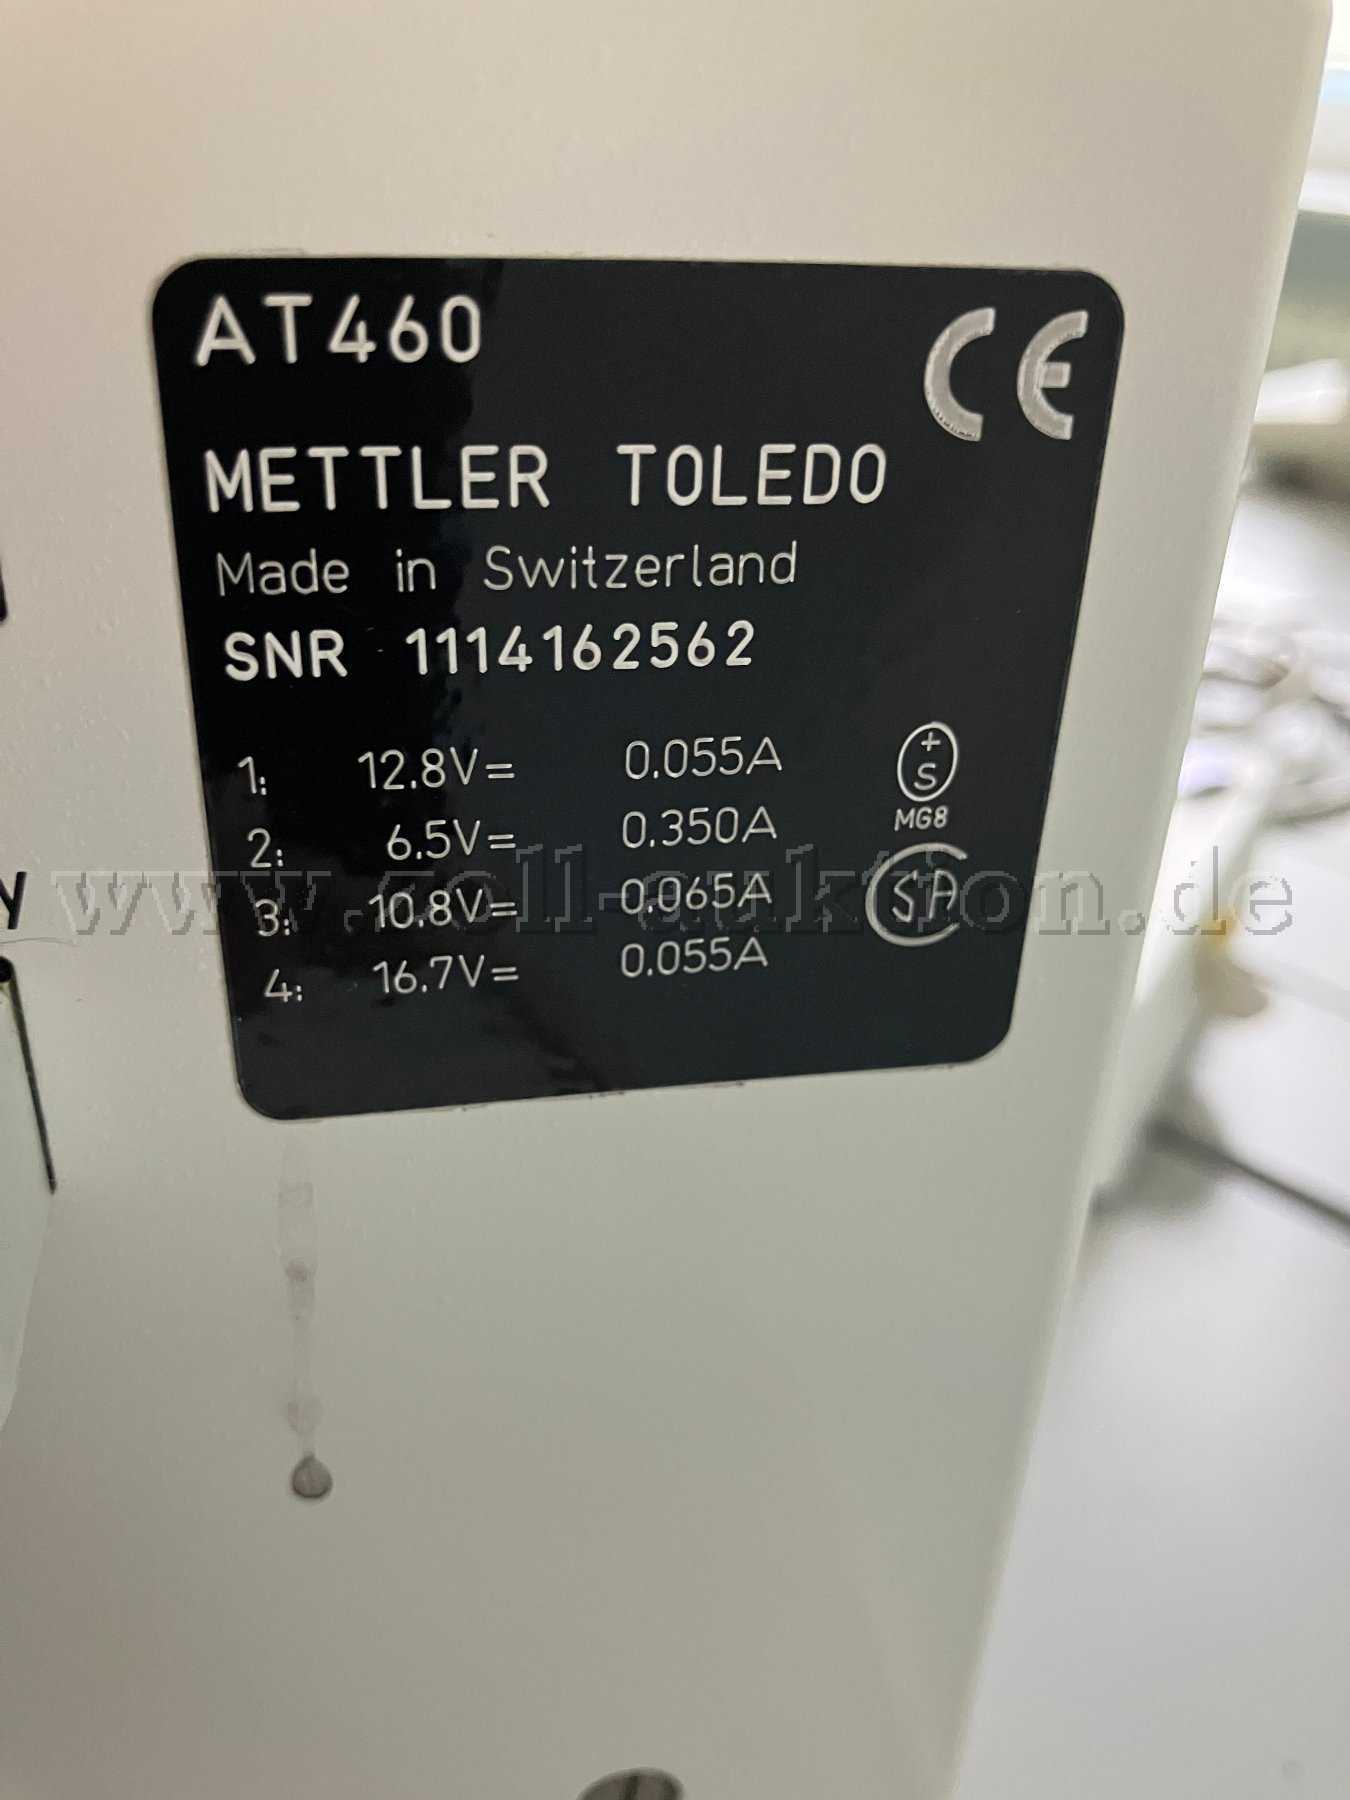 AT460
CE
METTLER TOLEDO
Made in Switzerland
SNR 1114162562
1: 12.8V= 0.055A
2: 6.5V= 0.350A
3: 10.8V= 0.065A
4: 16.7V= 0.055A
+S
MG8
SA
y
www.zoll-auktion.de